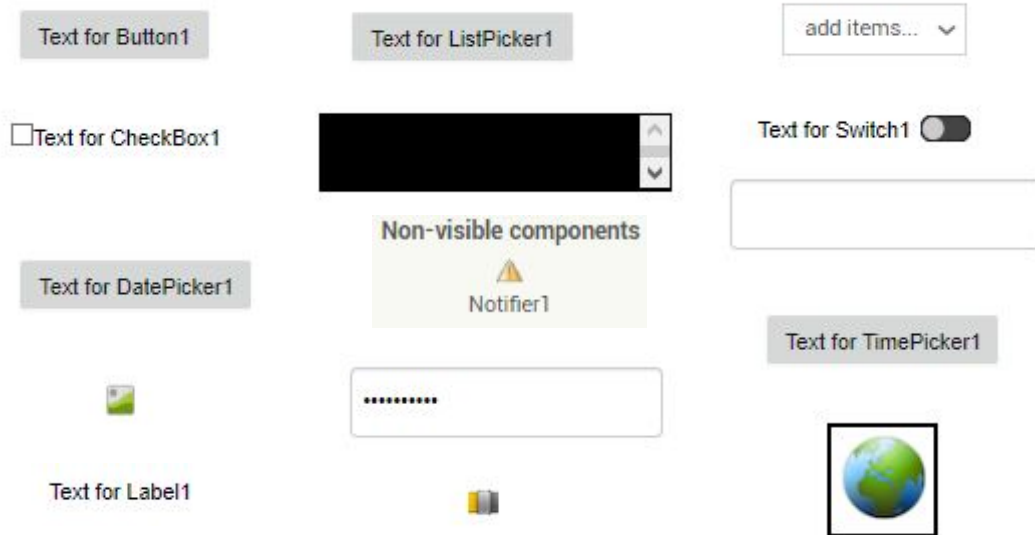 Text for Button1
Text for ListPicker1
add items...
Text for CheckBox1
Text for Switch1
Non-visible components
Notifier1
Text for DatePicker1
Text for TimePicker1
••••••••••
Text for Label1